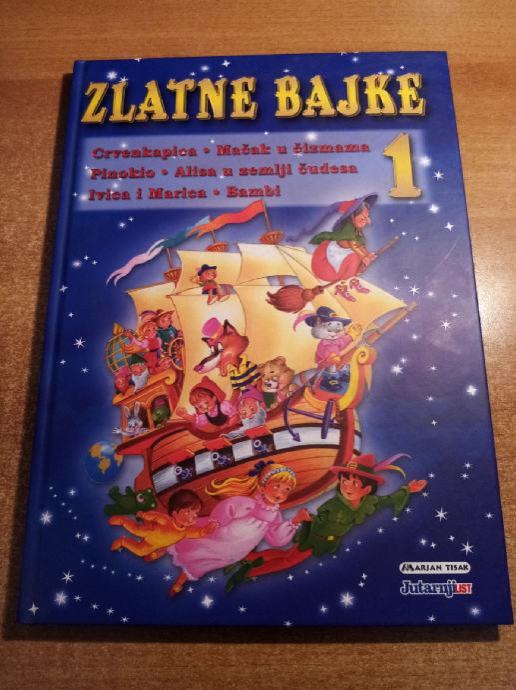 ZLATNE BAJKE
Crvenkapica • Mačak u čizmama
Pinokio • Alisa u zemlji čudesa
Ivica i Marica • Bambi
1
MARJAN TISAK
Jutarnji LIST